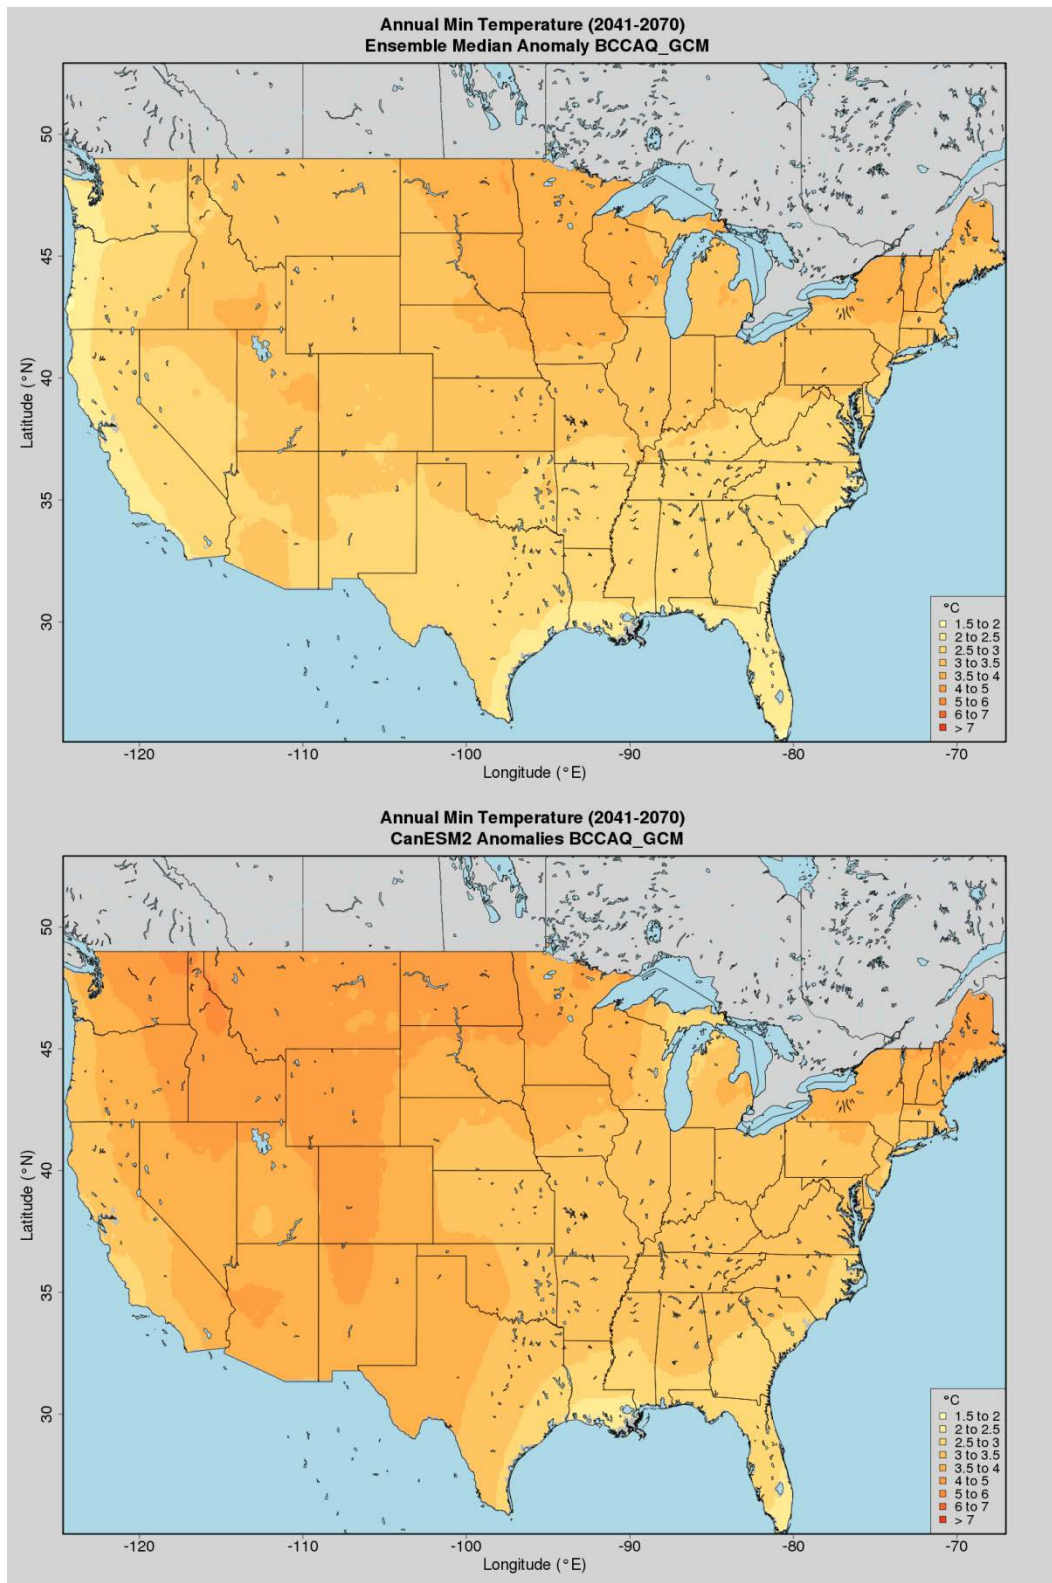 Annual Min Temperature (2041-2070)
Ensemble Median Anomaly BCCAQ_GCM
Latitude (°N)
50
45
40
35
30
°C
1.5 to 2
2 to 2.5
2.5 to 3
3 to 3.5
3.5 to 4
4 to 5
5 to 6
6 to 7
> 7
-120
-110
-100
-90
-80
-70
Longitude (°E)
Annual Min Temperature (2041-2070)
CanESM2 Anomalies BCCAQ_GCM
Latitude (°N)
50
45
40
35
30
°C
1.5 to 2
2 to 2.5
2.5 to 3
3 to 3.5
3.5 to 4
4 to 5
5 to 6
6 to 7
> 7
-120
-110
-100
-90
-80
-70
Longitude (°E)